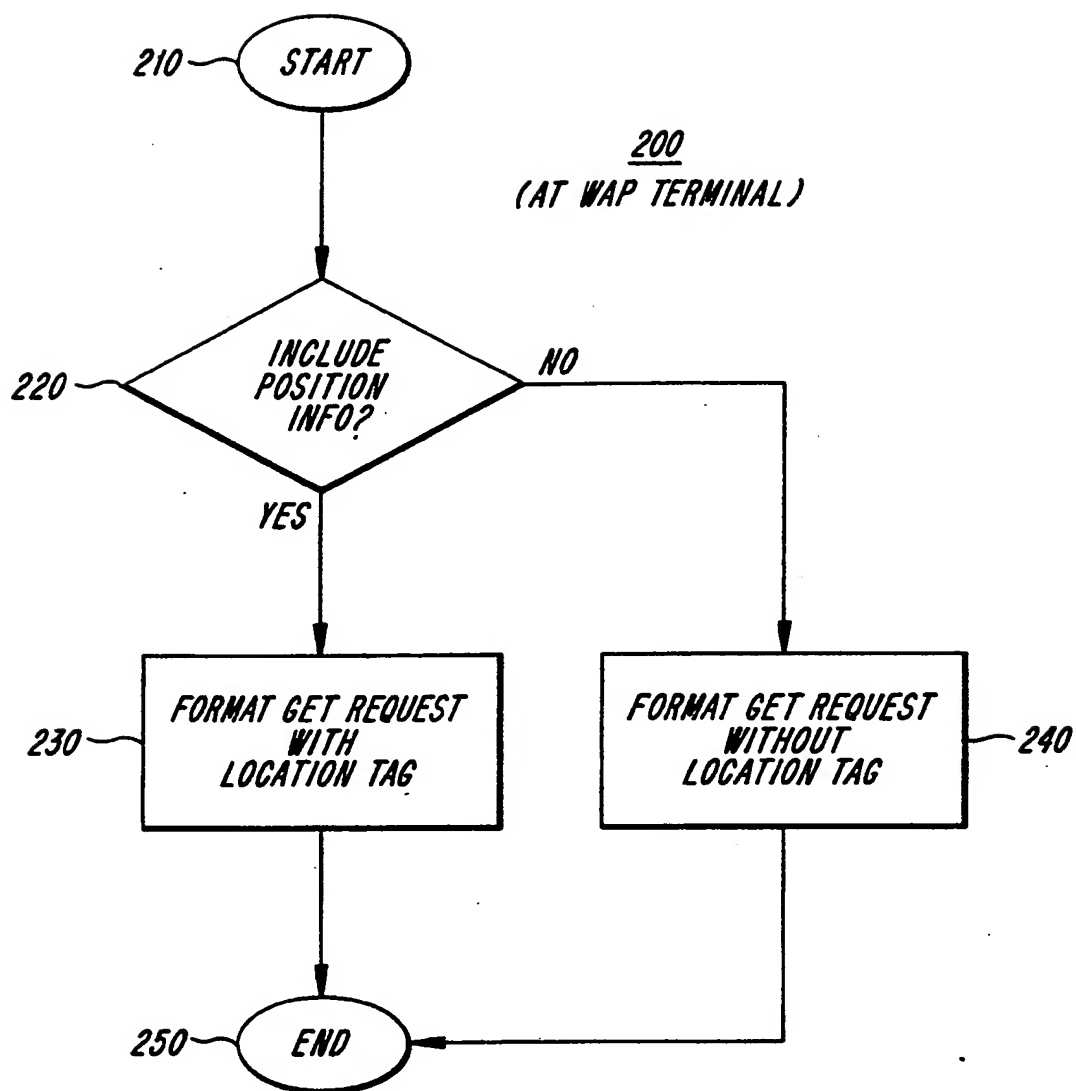 210
START
200
(AT WAP TERMINAL)
220
INCLUDE
POSITION
INFO?
NO
YES
230
FORMAT GET REQUEST
WITH
LOCATION TAG
FORMAT GET REQUEST
WITHOUT
LOCATION TAG
240
250
END